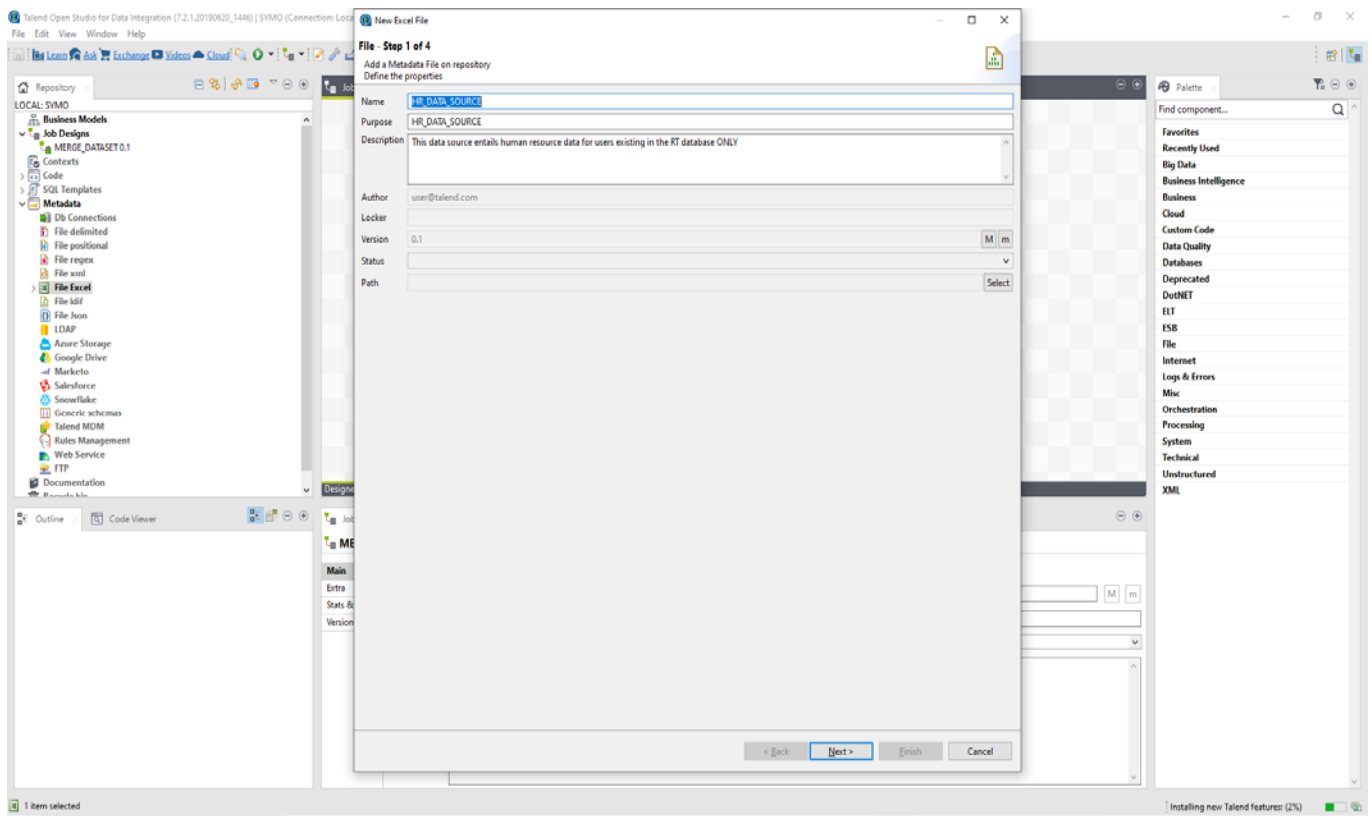 Talend Open Studio for Data Integration (7.2.1.20190620_1446) | SYMO (Connection: Loca
File Edit View Window Help
Learn Ask Exchange Videos Cloud
Repository
LOCAL: SYMO
Business Models
Job Designs
MERGE_DATASET 0.1
Contexts
Code
SQL Templates
Metadata
Db Connections
File delimited
File positional
File regex
File xml
File Excel
File ldif
File Json
LDAP
Azure Storage
Google Drive
Marketo
Salesforce
Snowflake
Generic schemas
Talend MDM
Rules Management
Web Service
FTP
Documentation
Recycle bin
Outline
Code Viewer
Job
Designe
Job
ME
Main
Extra
Stats &
Version
M m
New Excel File
File - Step 1 of 4
Add a Metadata File on repository
Define the properties
Name HR_DATA_SOURCE
Purpose HR_DATA_SOURCE
Description This data source entails human resource data for users existing in the RT database ONLY
Author user@talend.com
Locker
Version 0.1 M m
Status
Path Select
< Back Next > Finish Cancel
Palette
Find component...
Favorites
Recently Used
Big Data
Business Intelligence
Business
Cloud
Custom Code
Data Quality
Databases
Deprecated
DotNET
ELT
ESB
File
Internet
Logs & Errors
Misc
Orchestration
Processing
System
Technical
Unstructured
XML
1 item selected
Installing new Talend features: (2%)